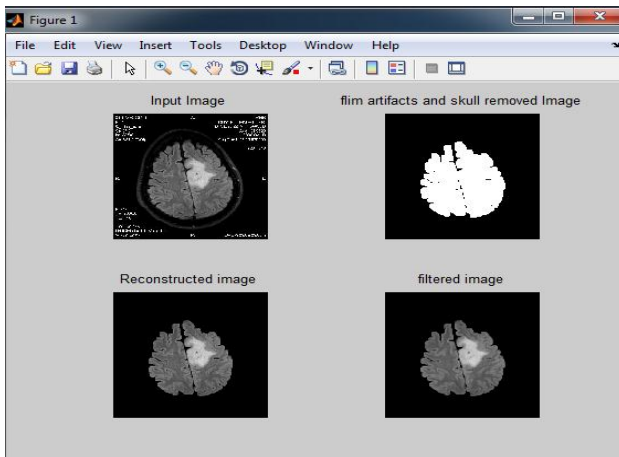 Figure 1
File Edit View Insert Tools Desktop Window Help
Input Image
flim artifacts and skull removed Image
Reconstructed image
filtered image